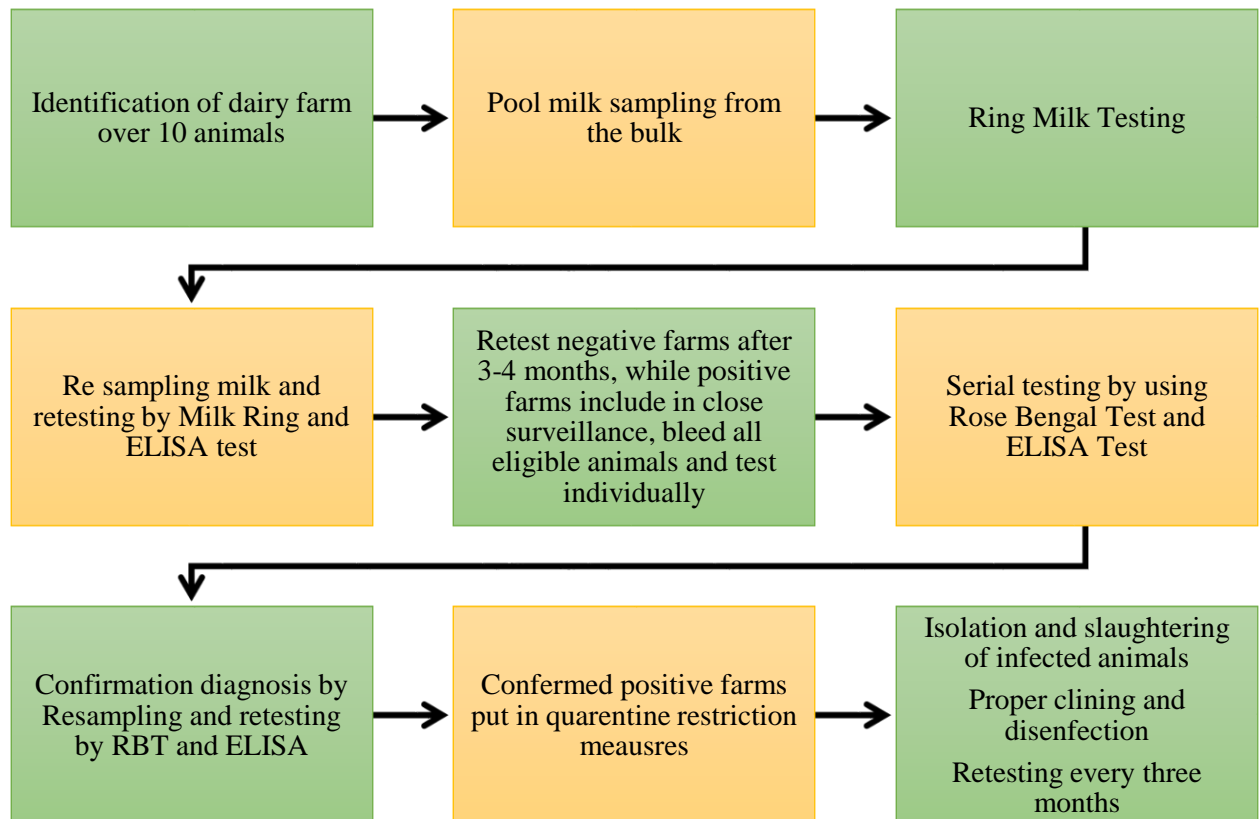 Identification of dairy farm
over 10 animals
Pool milk sampling from
the bulk
Ring Milk Testing
Re sampling milk and
retesting by Milk Ring and
ELISA test
Retest negative farms after
3-4 months, while positive
farms include in close
surveillance, bleed all
eligible animals and test
individually
Serial testing by using
Rose Bengal Test and
ELISA Test
Confirmation diagnosis by
Resampling and retesting
by RBT and ELISA
Confermed positive farms
put in quarentine restriction
meausres
Isolation and slaughtering
of infected animals
Proper clining and
disenfection
Retesting every three
months